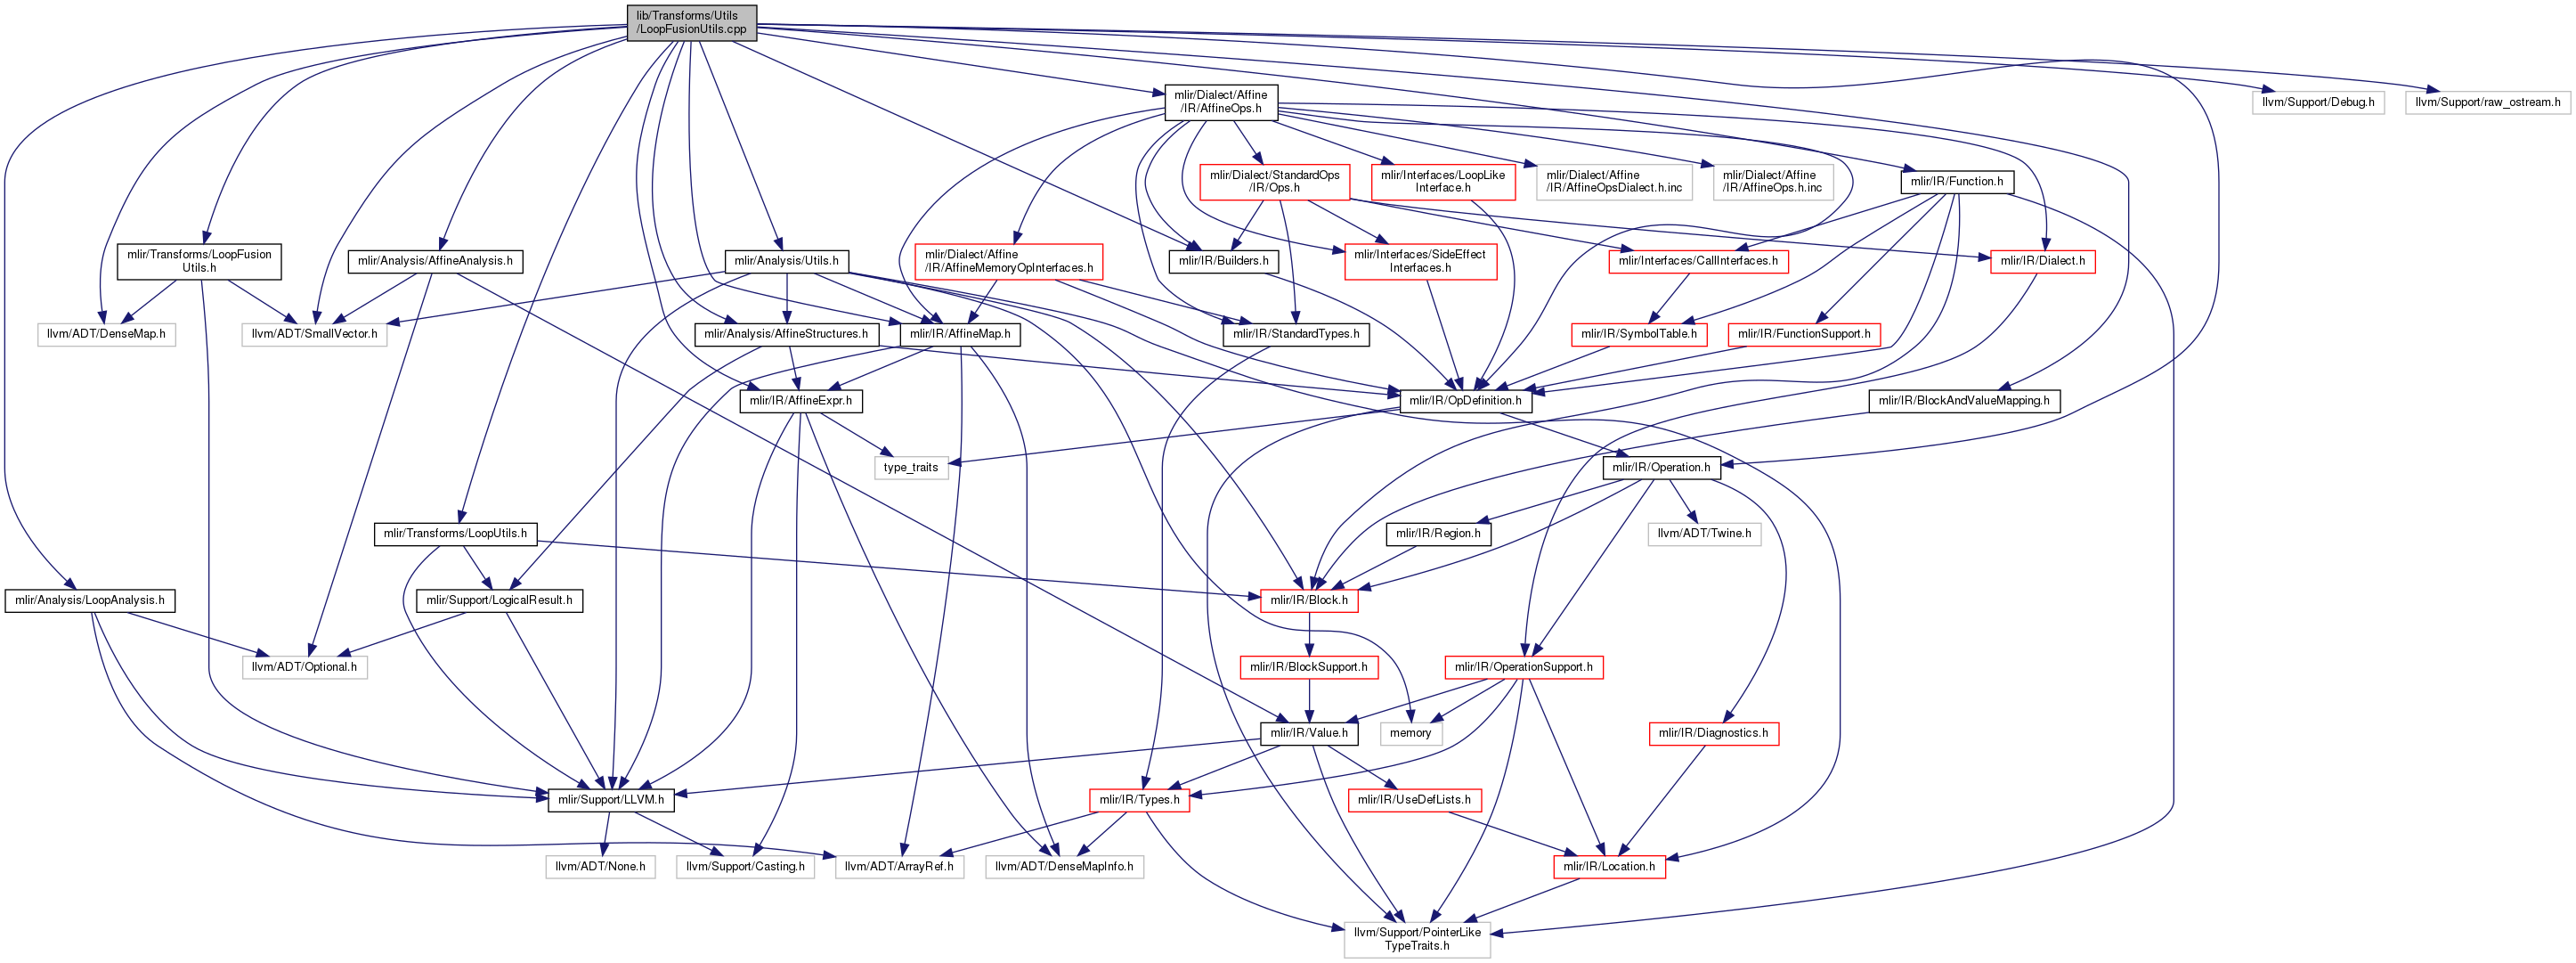 lib/Transforms/Utils
/LoopFusionUtils.cpp
mlir/Dialect/Affine
/IR/AffineOps.h
llvm/Support/Debug.h
llvm/Support/raw_ostream.h
mlir/Dialect/StandardOps
/IR/Ops.h
mlir/Interfaces/LoopLike
Interface.h
mlir/Dialect/Affine
/IR/AffineOpsDialect.h.inc
mlir/Dialect/Affine
/IR/AffineOps.h.inc
mlir/IR/Function.h
mlir/Transforms/LoopFusion
Utils.h
mlir/Analysis/AffineAnalysis.h
mlir/Analysis/Utils.h
mlir/Dialect/Affine
/IR/AffineMemoryOpInterfaces.h
mlir/IR/Builders.h
mlir/Interfaces/SideEffect
Interfaces.h
mlir/Interfaces/CallInterfaces.h
mlir/IR/Dialect.h
llvm/ADT/DenseMap.h
llvm/ADT/SmallVector.h
mlir/Analysis/AffineStructures.h
mlir/IR/AffineMap.h
mlir/IR/StandardTypes.h
mlir/IR/SymbolTable.h
mlir/IR/FunctionSupport.h
mlir/IR/AffineExpr.h
mlir/IR/OpDefinition.h
mlir/IR/BlockAndValueMapping.h
type_traits
mlir/IR/Operation.h
mlir/Transforms/LoopUtils.h
mlir/IR/Region.h
llvm/ADT/Twine.h
mlir/Analysis/LoopAnalysis.h
mlir/Support/LogicalResult.h
mlir/IR/Block.h
llvm/ADT/Optional.h
mlir/IR/BlockSupport.h
mlir/IR/OperationSupport.h
mlir/IR/Value.h
memory
mlir/IR/Diagnostics.h
mlir/Support/LLVM.h
mlir/IR/Types.h
mlir/IR/UseDefLists.h
llvm/ADT/None.h
llvm/Support/Casting.h
llvm/ADT/ArrayRef.h
llvm/ADT/DenseMapInfo.h
mlir/IR/Location.h
llvm/Support/PointerLike
TypeTraits.h